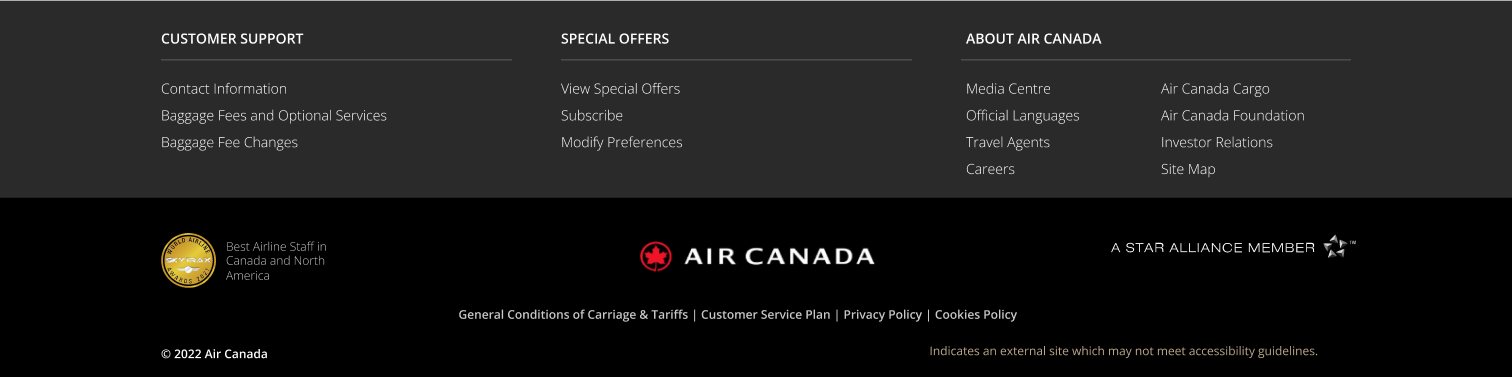 CUSTOMER SUPPORT
Contact Information
Baggage Fees and Optional Services
Baggage Fee Changes
SPECIAL OFFERS
View Special Offers
Subscribe
Modify Preferences
ABOUT AIR CANADA
Media Centre
Official Languages
Travel Agents
Careers
Air Canada Cargo
Air Canada Foundation
Investor Relations
Site Map
WORLD AIRLINE
SKYTRAX
AWARDS
Best Airline Staff in
Canada and North
America
AIR CANADA
A STAR ALLIANCE MEMBER ™
General Conditions of Carriage & Tariffs | Customer Service Plan | Privacy Policy | Cookies Policy
© 2022 Air Canada
Indicates an external site which may not meet accessibility guidelines.